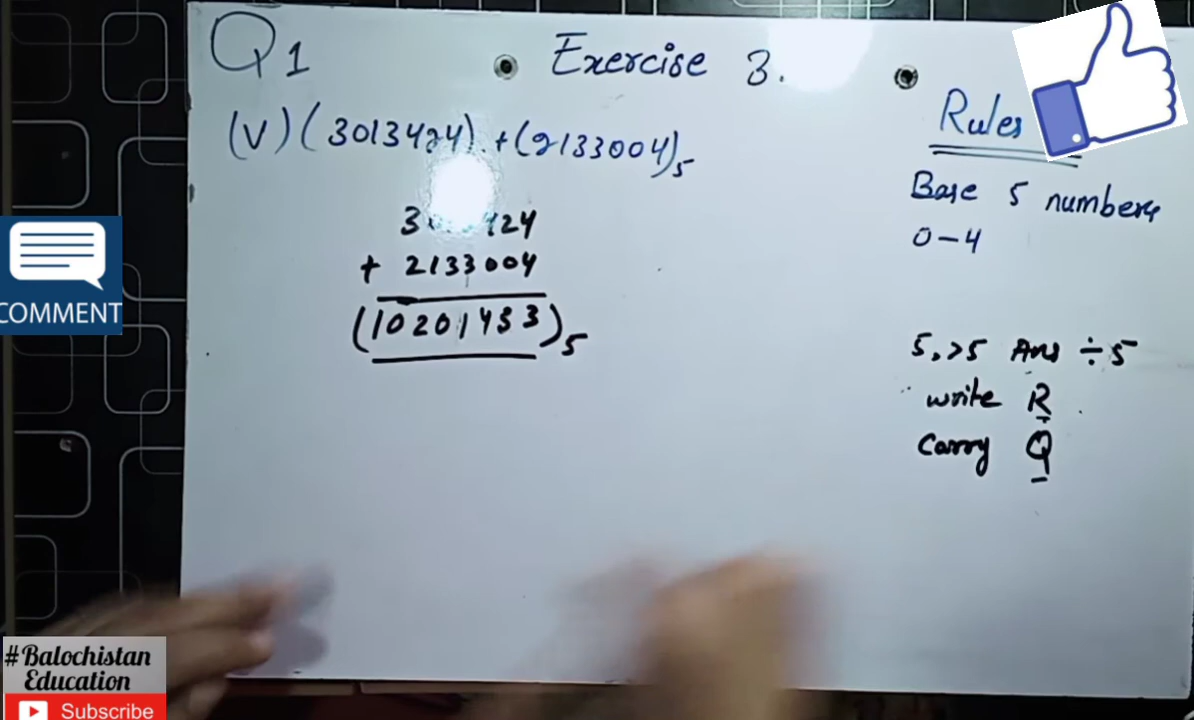 Q1
Exercise 3.
(V) (3013424) + (2133004)5
3 424
+ 2133004
(10201433)5
Rules
Base 5 numbers
0-4
5, >5 Ans ÷5
write R
Carry Q
COMMENT
#Balochistan
Education
Subscribe